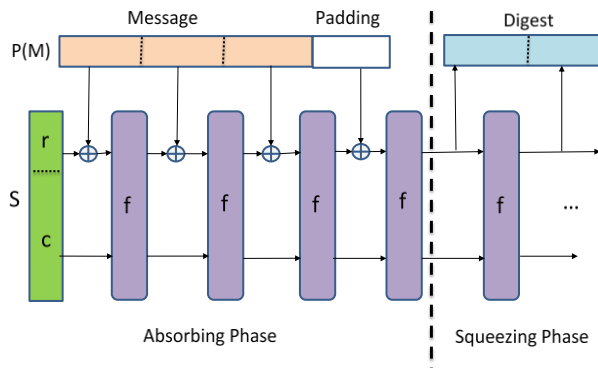 Message
Padding
Digest
P(M)
r
S
c
f
f
f
f
f
...
Absorbing Phase
Squeezing Phase